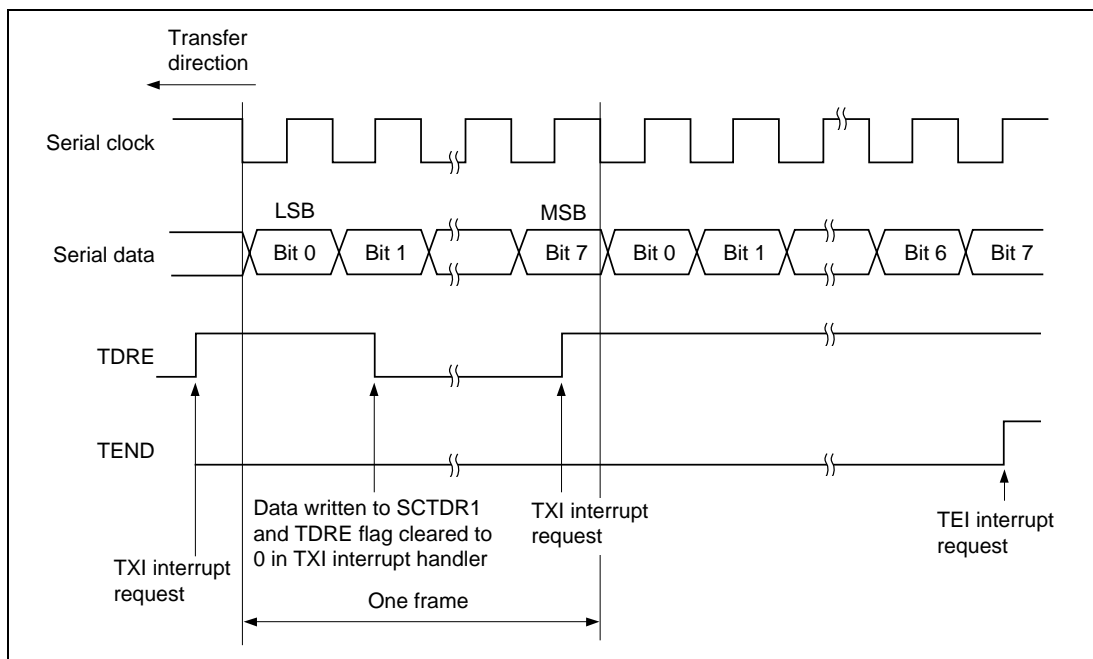 Transfer
direction
Serial clock
LSB
MSB
Serial data
Bit 0
Bit 1
Bit 7
Bit 0
Bit 1
Bit 6
Bit 7
TDRE
TEND
Data written to SCTDR1
and TDRE flag cleared to
0 in TXI interrupt handler
TXI interrupt
request
TEI interrupt
request
TXI interrupt
request
One frame